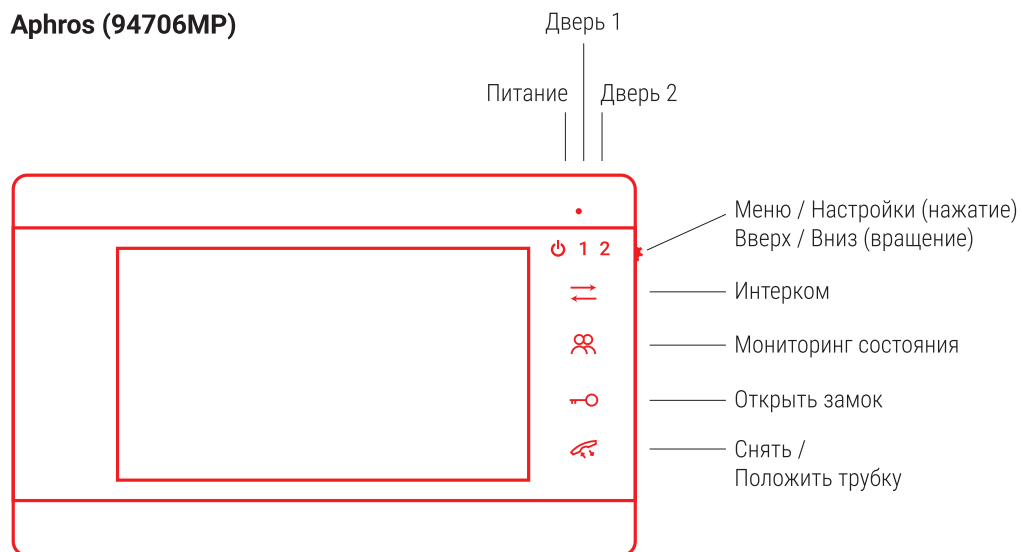 Aphros (94706MP)
Дверь 1
Питание
Дверь 2
Меню / Настройки (нажатие)
Вверх / Вниз (вращение)
1 2
Интерком
Мониторинг состояния
Открыть замок
Снять /
Положить трубку